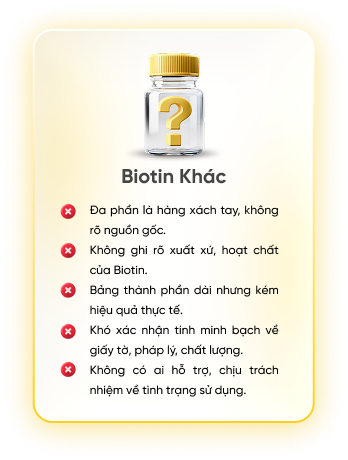 ?
Biotin Khác
Đa phần là hàng xách tay, không
rõ nguồn gốc.
Không ghi rõ xuất xứ, hoạt chất
của Biotin.
Bảng thành phần dài nhưng kém
hiệu quả thực tế.
Khó xác nhận tính minh bạch về
giấy tờ, pháp lý, chất lượng.
Không có ai hỗ trợ, chịu trách
nhiệm về tình trạng sử dụng.